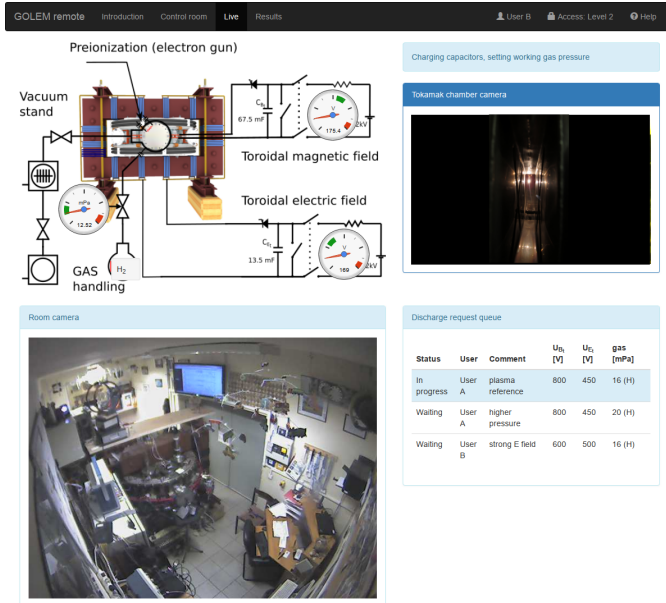 GOLEM remote Introduction Control room Live Results User B Access: Level 2 Help
Preionization (electron gun)
Vacuum
stand
C_Bt
67.5 mF
V
175.4
2kV
Toroidal magnetic field
Toroidal electric field
mPa
12.52
C_Et
13.5 mF
V
169
2kV
GAS
handling
H2
Charging capacitors, setting working gas pressure
Tokamak chamber camera
Room camera
Discharge request queue
Status User Comment U_Bt [V] U_Et [V] gas [mPa]
In progress User A plasma reference 800 450 16 (H)
Waiting User A higher pressure 800 450 20 (H)
Waiting User B strong E field 600 500 16 (H)